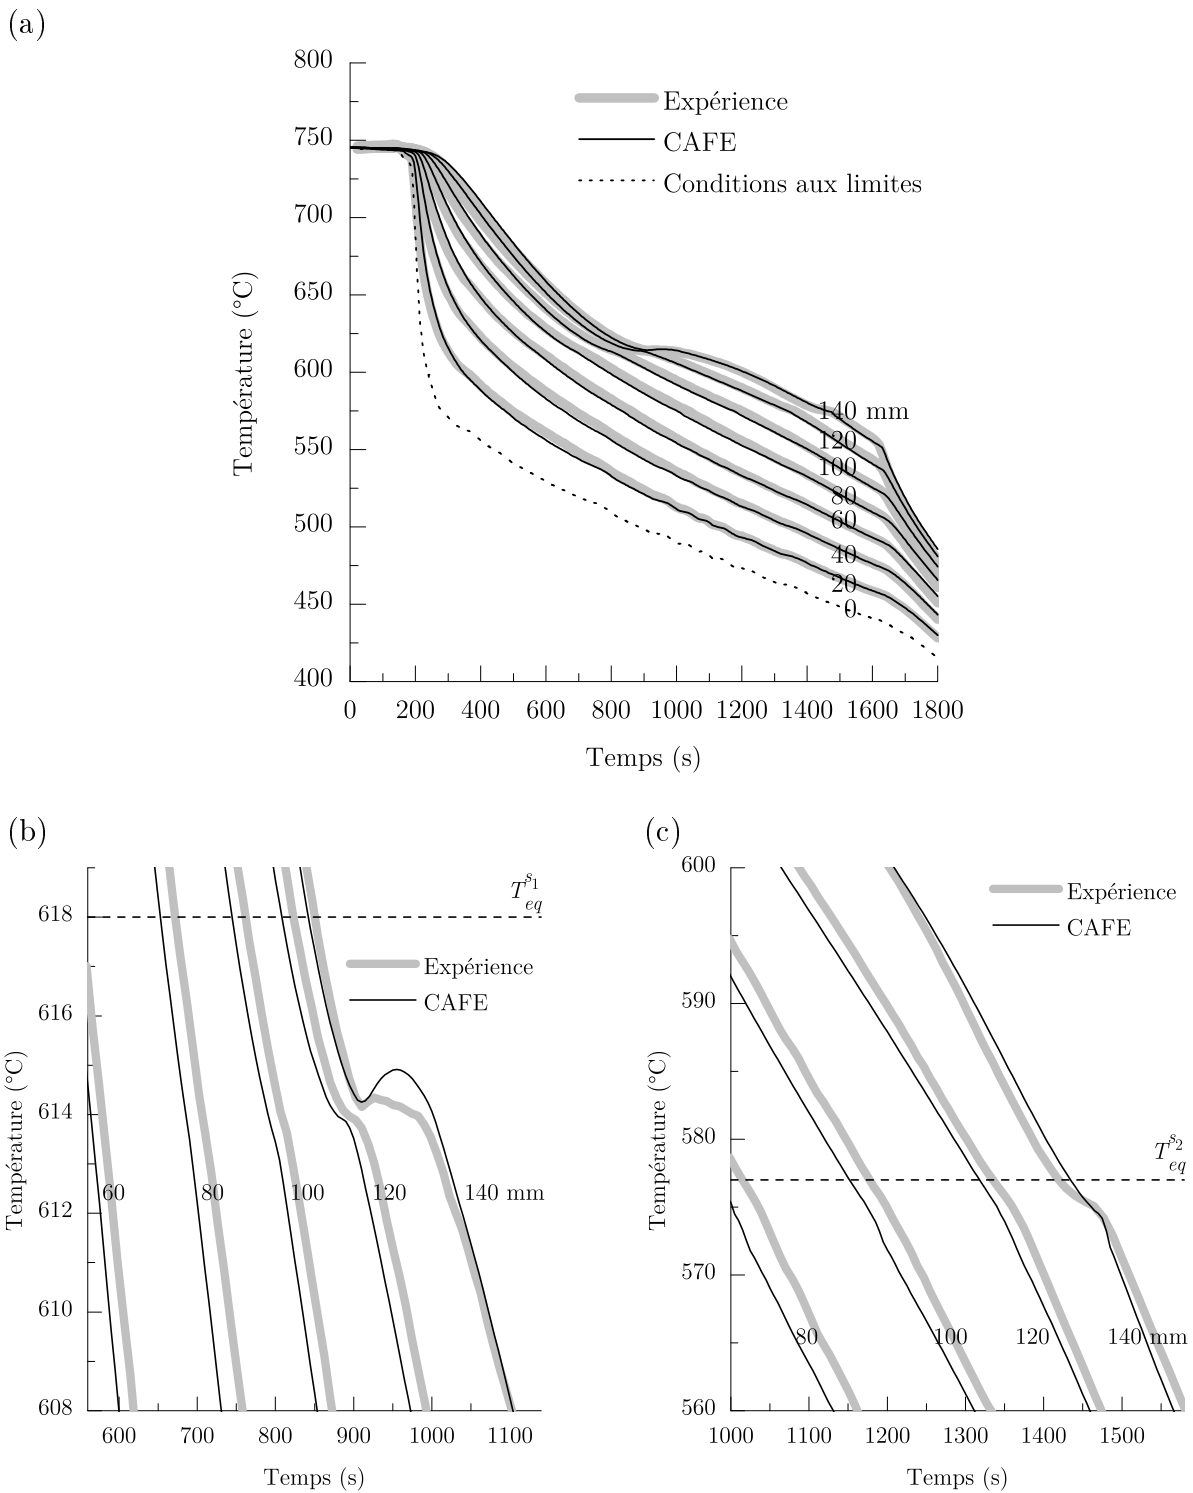 (a)
800
750
700
650
600
550
500
450
400
Température (°C)
Expérience
CAFE
Conditions aux limites
140 mm
120
100
80
60
40
20
0
0 200 400 600 800 1000 1200 1400 1600 1800
Temps (s)
(b)
618
616
614
612
610
608
Température (°C)
T_eq^s1
Expérience
CAFE
60 80 100 120 140 mm
600 700 800 900 1000 1100
Temps (s)
(c)
600
590
580
570
560
Température (°C)
Expérience
CAFE
T_eq^s2
80 100 120 140 mm
1000 1100 1200 1300 1400 1500
Temps (s)